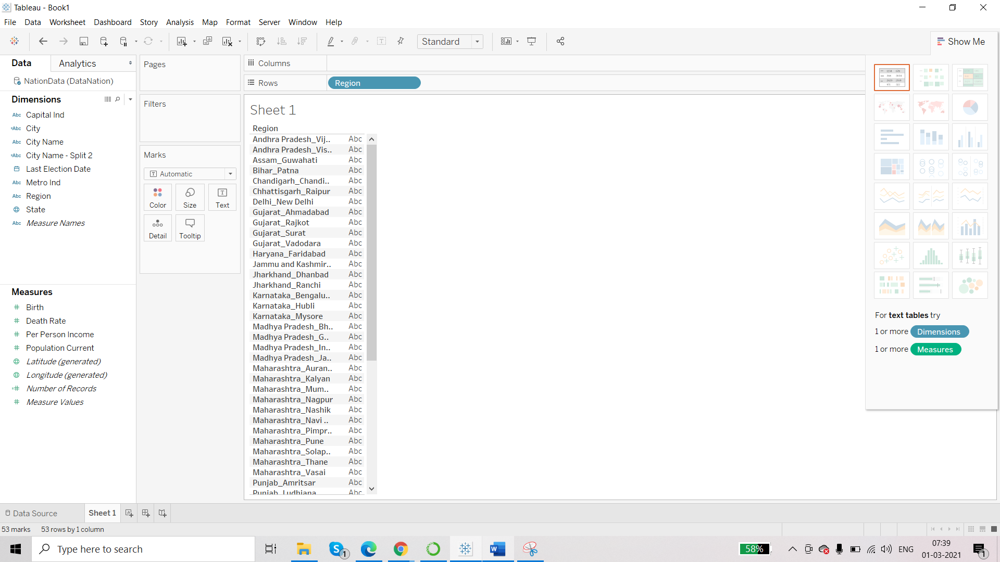 Tableau - Book1
File Data Worksheet Dashboard Story Analysis Map Format Server Window Help
Standard
Show Me
Data Analytics
NationData (DataNation)
Dimensions
Abc Capital Ind
=Abc City
Abc City Name
=Abc City Name - Split 2
Last Election Date
Abc Metro Ind
Abc Region
State
Abc Measure Names
Measures
# Birth
# Death Rate
# Per Person Income
# Population Current
Latitude (generated)
Longitude (generated)
=# Number of Records
# Measure Values
Pages
Filters
Marks
Automatic
Color Size Text
Detail Tooltip
Columns
Rows Region
Sheet 1
Region
Andhra Pradesh_Vij.. Abc
Andhra Pradesh_Vis.. Abc
Assam_Guwahati Abc
Bihar_Patna Abc
Chandigarh_Chandi.. Abc
Chhattisgarh_Raipur Abc
Delhi_New Delhi Abc
Gujarat_Ahmadabad Abc
Gujarat_Rajkot Abc
Gujarat_Surat Abc
Gujarat_Vadodara Abc
Haryana_Faridabad Abc
Jammu and Kashmir.. Abc
Jharkhand_Dhanbad Abc
Jharkhand_Ranchi Abc
Karnataka_Bengalu.. Abc
Karnataka_Hubli Abc
Karnataka_Mysore Abc
Madhya Pradesh_Bh.. Abc
Madhya Pradesh_G.. Abc
Madhya Pradesh_In.. Abc
Madhya Pradesh_Ja.. Abc
Maharashtra_Auran.. Abc
Maharashtra_Kalyan Abc
Maharashtra_Mum.. Abc
Maharashtra_Nagpur Abc
Maharashtra_Nashik Abc
Maharashtra_Navi .. Abc
Maharashtra_Pimpr.. Abc
Maharashtra_Pune Abc
Maharashtra_Solap.. Abc
Maharashtra_Thane Abc
Maharashtra_Vasai Abc
Punjab_Amritsar Abc
Punjab_Ludhiana Abc
For text tables try
1 or more Dimensions
1 or more Measures
Data Source Sheet 1
53 marks 53 rows by 1 column
Type here to search
1
58%
ENG
07:39
01-03-2021
1